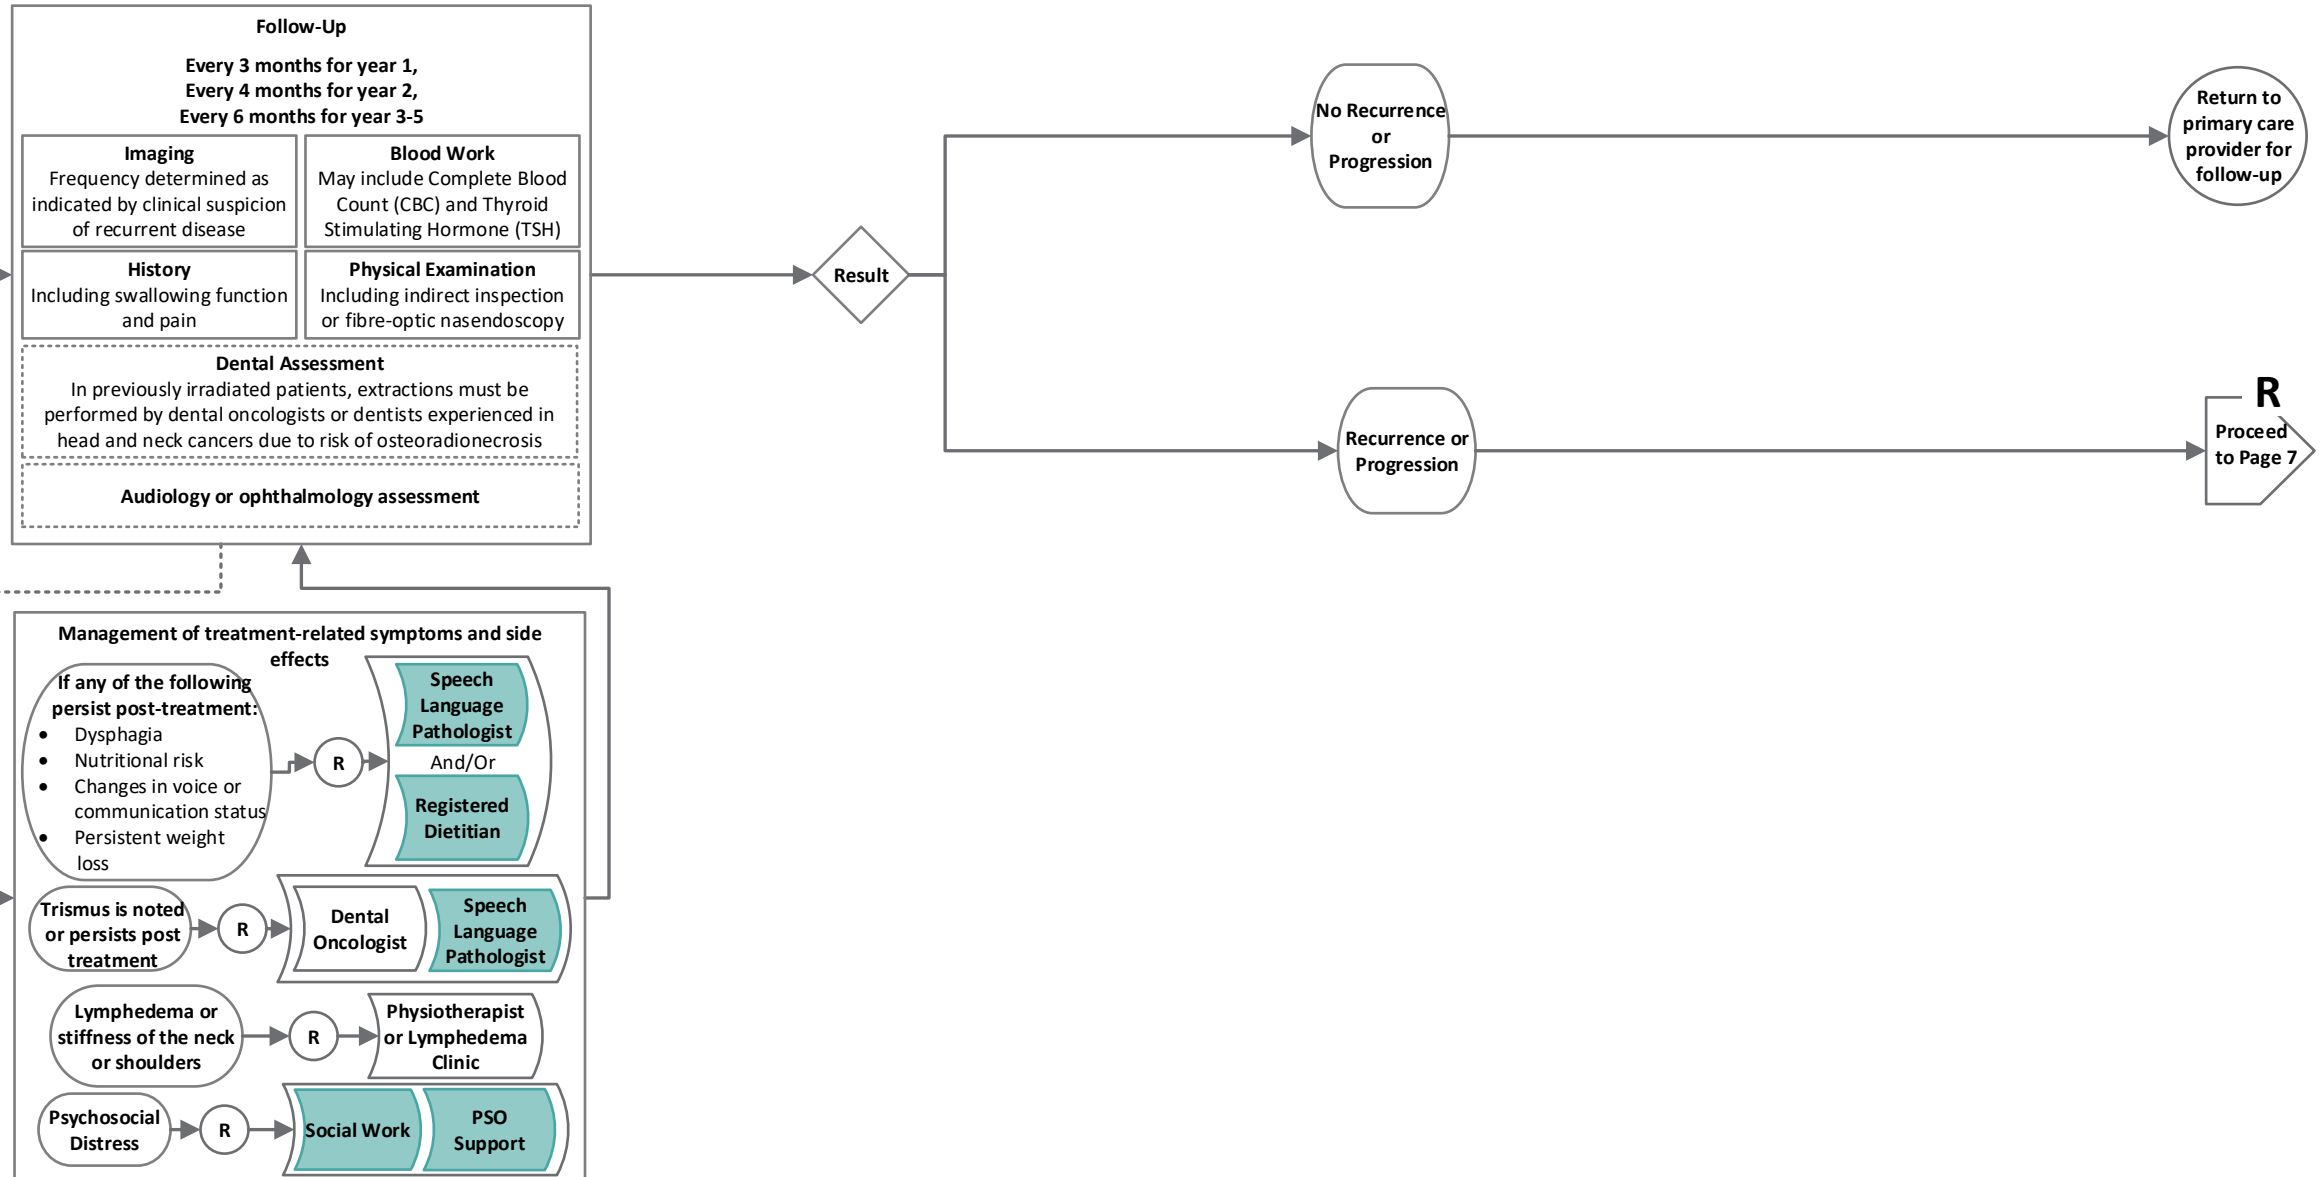 Follow-Up
Every 3 months for year 1,
Every 4 months for year 2,
Every 6 months for year 3-5
Imaging
Frequency determined as
indicated by clinical suspicion
of recurrent disease
Blood Work
May include Complete Blood
Count (CBC) and Thyroid
Stimulating Hormone (TSH)
History
Including swallowing function
and pain
Physical Examination
Including indirect inspection
or fibre-optic nasendoscopy
Dental Assessment
In previously irradiated patients, extractions must be
performed by dental oncologists or dentists experienced in
head and neck cancers due to risk of osteoradionecrosis
Audiology or ophthalmology assessment
Result
No Recurrence
or
Progression
Return to
primary care
provider for
follow-up
Recurrence or
Progression
R
Proceed
to Page 7
Management of treatment-related symptoms and side
effects
If any of the following
persist post-treatment:
• Dysphagia
• Nutritional risk
• Changes in voice or
communication status
• Persistent weight
loss
R
Speech
Language
Pathologist
And/Or
Registered
Dietitian
Trismus is noted
or persists post
treatment
R
Dental
Oncologist
Speech
Language
Pathologist
Lymphedema or
stiffness of the neck
or shoulders
R
Physiotherapist
or Lymphedema
Clinic
Psychosocial
Distress
R
Social Work
PSO
Support